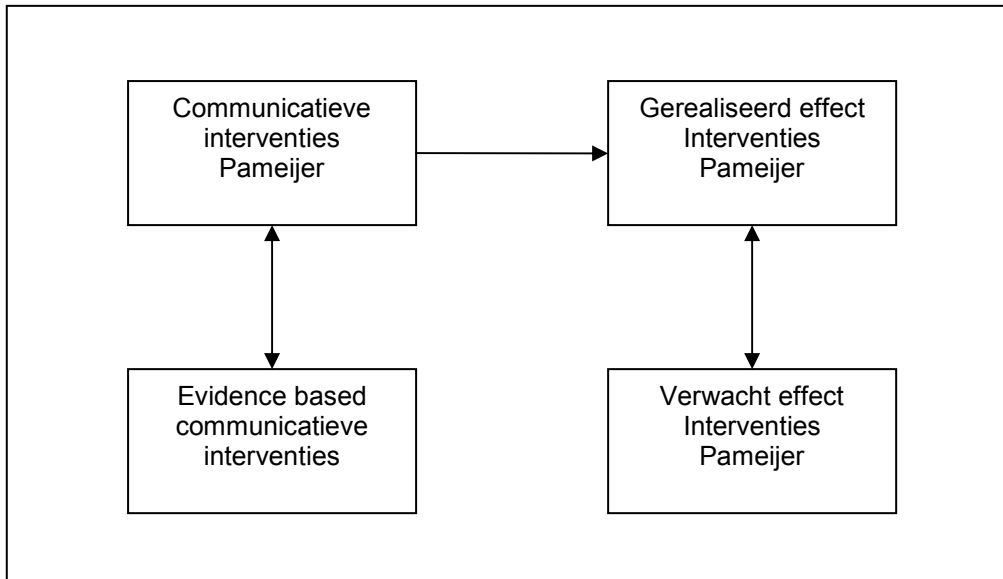 Communicatieve
interventies
Pameijer
Gerealiseerd effect
Interventies
Pameijer
Evidence based
communicatieve
interventies
Verwacht effect
Interventies
Pameijer